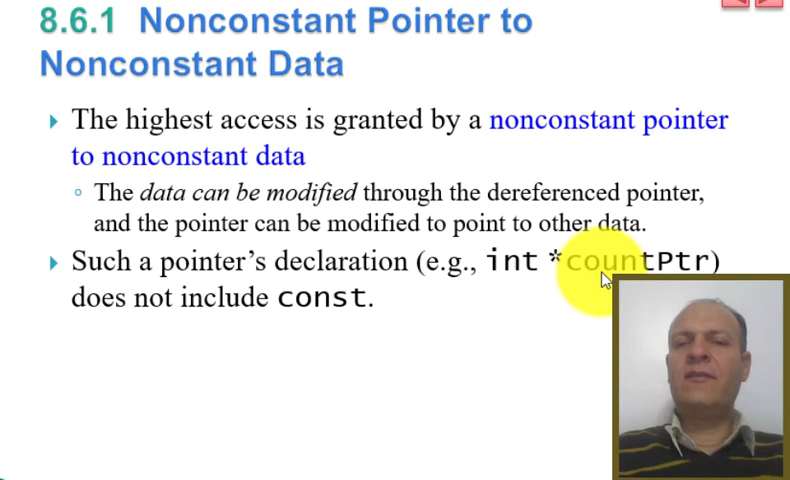 8.6.1 Nonconstant Pointer to
Nonconstant Data
The highest access is granted by a nonconstant pointer
to nonconstant data
The data can be modified through the dereferenced pointer,
and the pointer can be modified to point to other data.
Such a pointer’s declaration (e.g., int *countPtr)
does not include const.